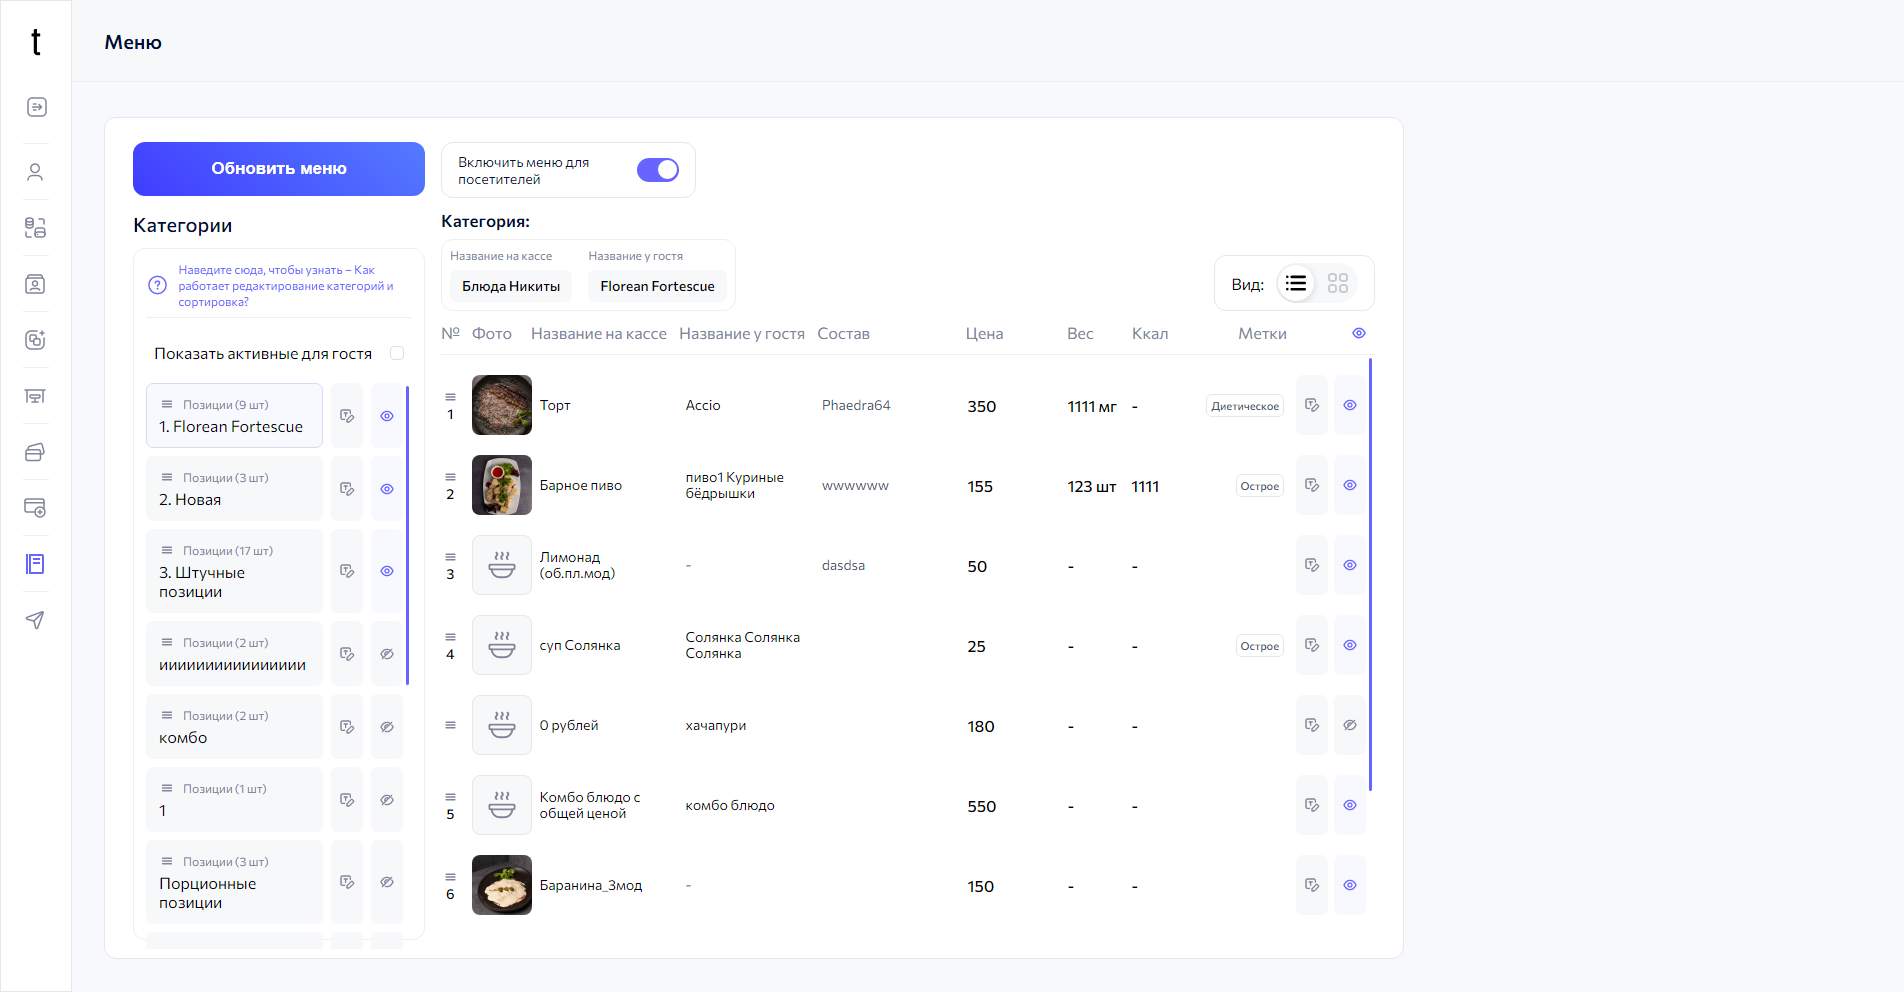 t
Меню
Обновить меню
Включить меню для
посетителей
Категории
Наведите сюда, чтобы узнать – Как
работает редактирование категорий и
сортировка?
Показать активные для гостя
Позиции (9 шт)
1. Florean Fortescue
Позиции (3 шт)
2. Новая
Позиции (17 шт)
3. Штучные
позиции
Позиции (2 шт)
ииииииииииииииии
Позиции (2 шт)
комбо
Позиции (1 шт)
1
Позиции (3 шт)
Порционные
позиции
Категория:
Название на кассе
Название у гостя
Блюда Никиты
Florean Fortescue
Вид:
№ Фото Название на кассе Название у гостя Состав Цена Вес Ккал Метки
1 Торт Accio Phaedra64 350 1111 мг - Диетическое
2 Барное пиво пиво1 Куриные
бёдрышки wwwwww 155 123 шт 1111 Острое
3 Лимонад
(об.пл.мод) - dasdsa 50 - -
4 суп Солянка Солянка Солянка
Солянка 25 - - Острое
0 рублей хачапури 180 - -
5 Комбо блюдо с
общей ценой комбо блюдо 550 - -
6 Баранина_3мод - 150 - -